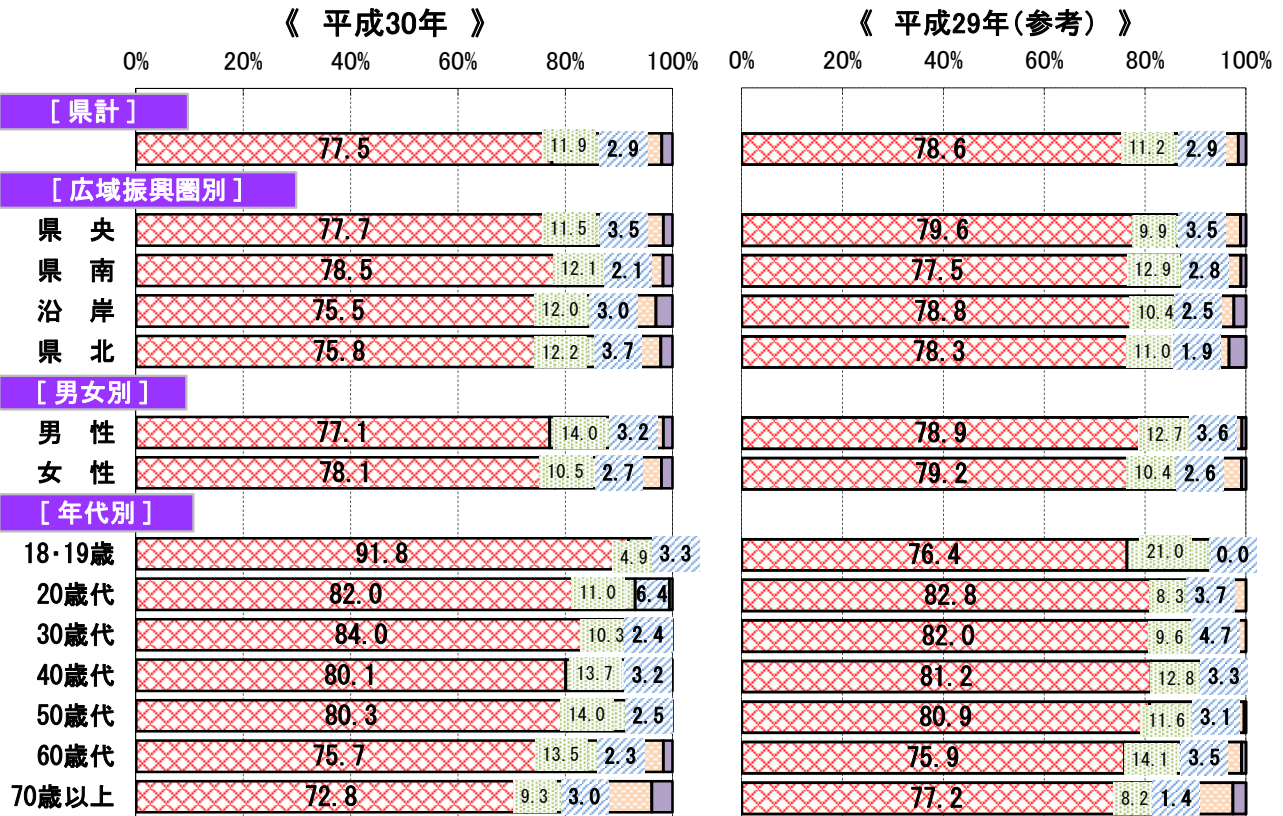 《 平成30年 》 《 平成29年(参考) 》
0% 20% 40% 60% 80% 100% 0% 20% 40% 60% 80% 100%
[ 県計 ]
77.5 11.9 2.9 78.6 11.2 2.9
[ 広域振興圏別 ]
県 央 77.7 11.5 3.5 79.6 9.9 3.5
県 南 78.5 12.1 2.1 77.5 12.9 2.8
沿 岸 75.5 12.0 3.0 78.8 10.4 2.5
県 北 75.8 12.2 3.7 78.3 11.0 1.9
[ 男女別 ]
男 性 77.1 14.0 3.2 78.9 12.7 3.6
女 性 78.1 10.5 2.7 79.2 10.4 2.6
[ 年代別 ]
18・19歳 91.8 4.9 3.3 76.4 21.0 0.0
20歳代 82.0 11.0 6.4 82.8 8.3 3.7
30歳代 84.0 10.3 2.4 82.0 9.6 4.7
40歳代 80.1 13.7 3.2 81.2 12.8 3.3
50歳代 80.3 14.0 2.5 80.9 11.6 3.1
60歳代 75.7 13.5 2.3 75.9 14.1 3.5
70歳以上 72.8 9.3 3.0 77.2 8.2 1.4